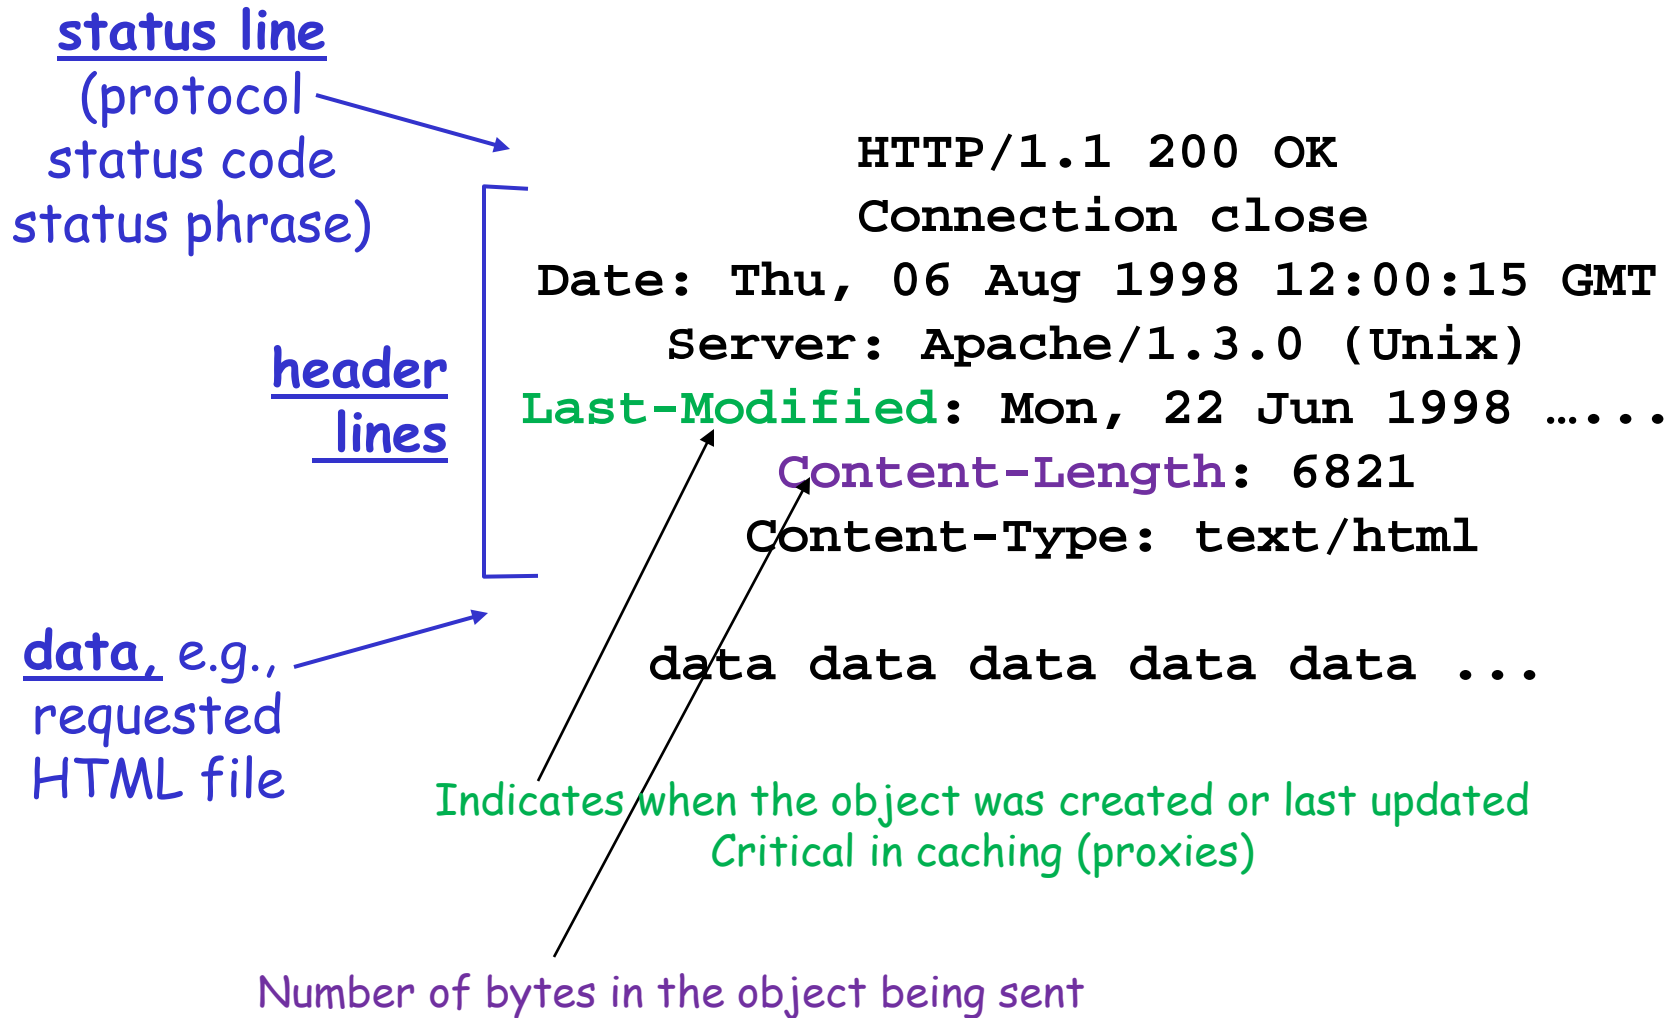 status line
(protocol
status code
status phrase)
HTTP/1.1 200 OK
Connection close
Date: Thu, 06 Aug 1998 12:00:15 GMT
Server: Apache/1.3.0 (Unix)
header
lines
Last-Modified: Mon, 22 Jun 1998 …...
Content-Length: 6821
Content-Type: text/html
data, e.g.,
requested
HTML file
data data data data data ...
Indicates when the object was created or last updated
Critical in caching (proxies)
Number of bytes in the object being sent